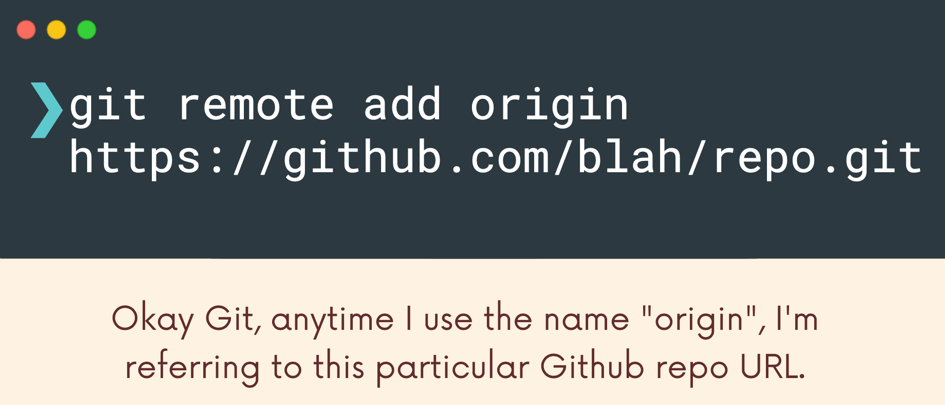 ❯git remote add origin
https://github.com/blah/repo.git
Okay Git, anytime I use the name "origin", I'm
referring to this particular Github repo URL.